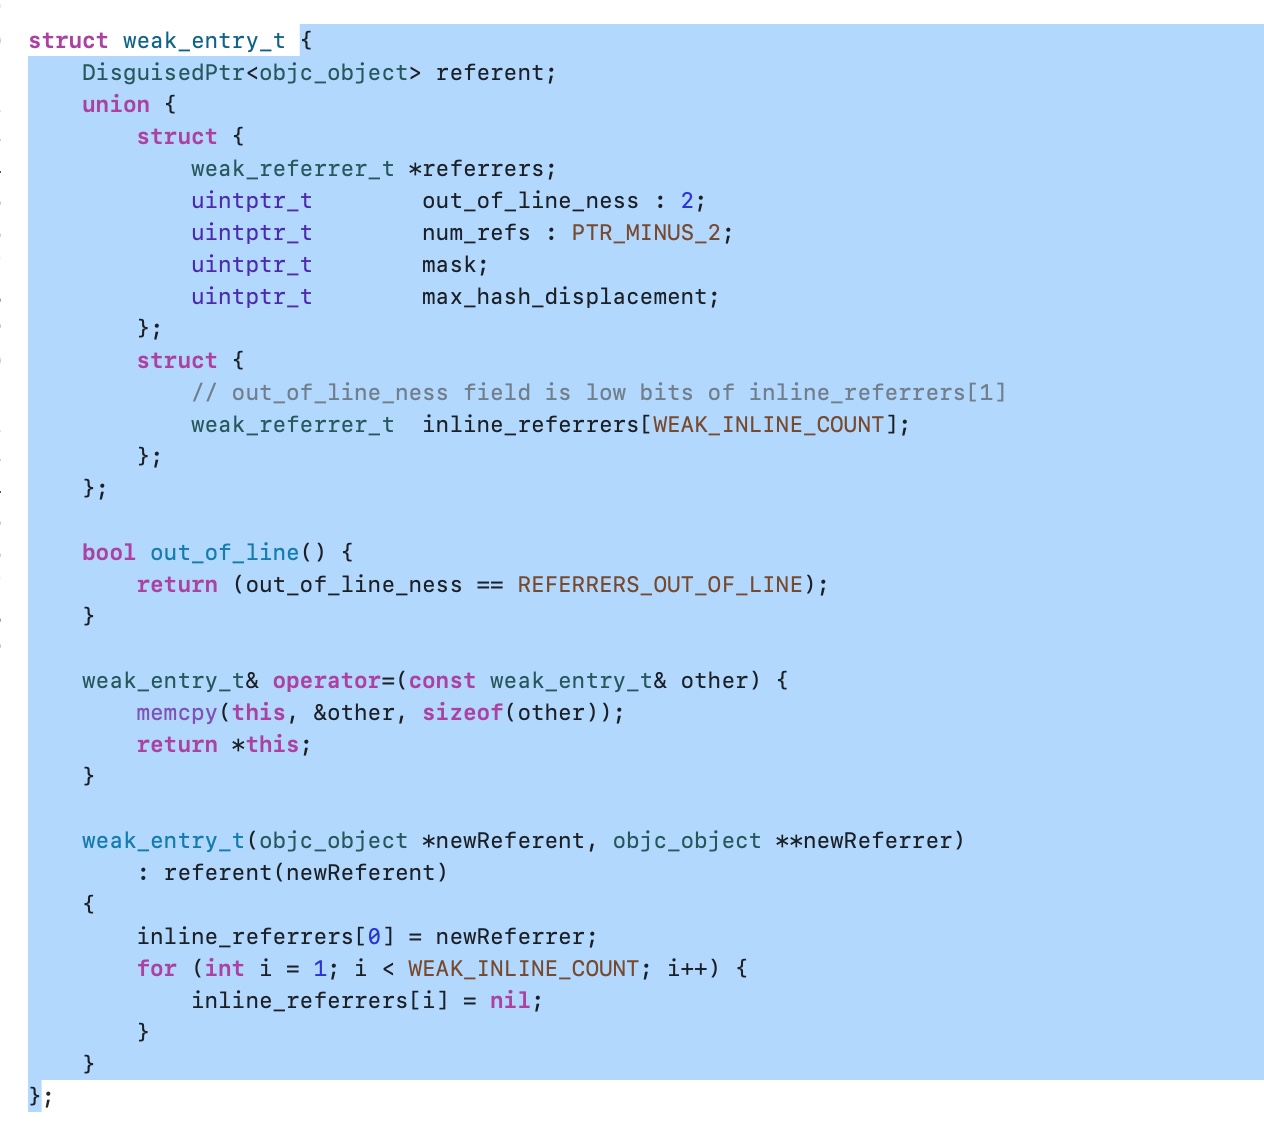 struct weak_entry_t {
    DisguisedPtr<objc_object> referent;
    union {
        struct {
            weak_referrer_t *referrers;
            uintptr_t        out_of_line_ness : 2;
            uintptr_t        num_refs : PTR_MINUS_2;
            uintptr_t        mask;
            uintptr_t        max_hash_displacement;
        };
        struct {
            // out_of_line_ness field is low bits of inline_referrers[1]
            weak_referrer_t  inline_referrers[WEAK_INLINE_COUNT];
        };
    };

    bool out_of_line() {
        return (out_of_line_ness == REFERRERS_OUT_OF_LINE);
    }

    weak_entry_t& operator=(const weak_entry_t& other) {
        memcpy(this, &other, sizeof(other));
        return *this;
    }

    weak_entry_t(objc_object *newReferent, objc_object **newReferrer)
        : referent(newReferent)
    {
        inline_referrers[0] = newReferrer;
        for (int i = 1; i < WEAK_INLINE_COUNT; i++) {
            inline_referrers[i] = nil;
        }
    }
};